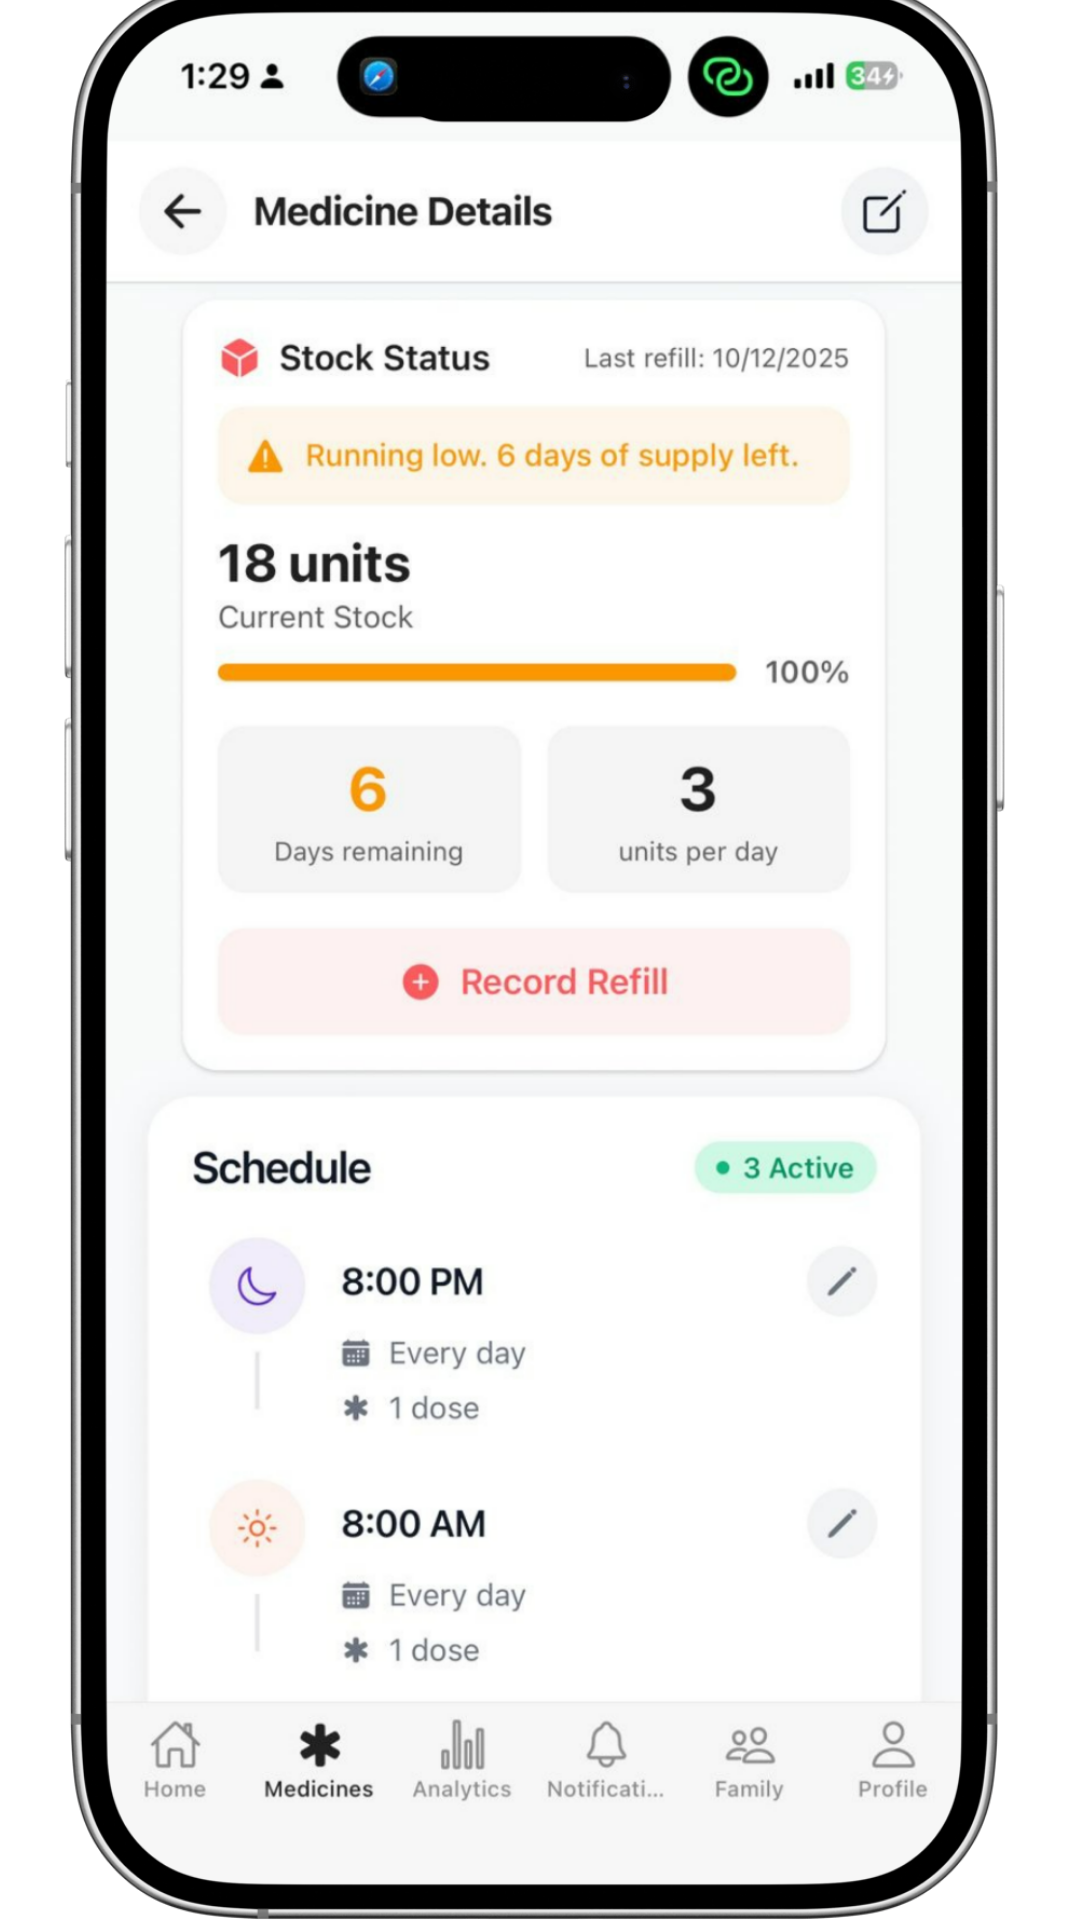 1:29
34
Medicine Details
Stock Status
Last refill: 10/12/2025
Running low. 6 days of supply left.
18 units
Current Stock
100%
6
Days remaining
3
units per day
Record Refill
Schedule
3 Active
8:00 PM
Every day
1 dose
8:00 AM
Every day
1 dose
Home
Medicines
Analytics
Notificati...
Family
Profile